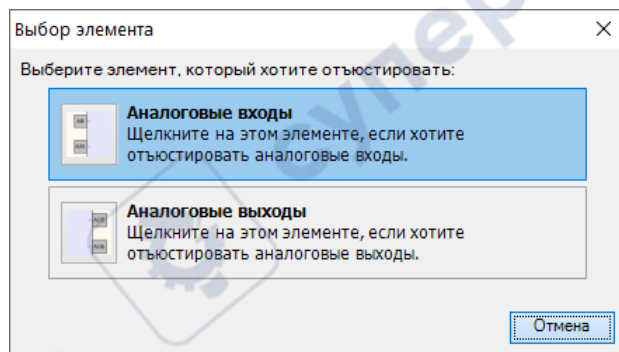 Выбор элемента
Выберите элемент, который хотите отъюстировать:
Аналоговые входы
Щелкните на этом элементе, если хотите
отъюстировать аналоговые входы.
Аналоговые выходы
Щелкните на этом элементе, если хотите
отъюстировать аналоговые выходы.
Отмена
супер